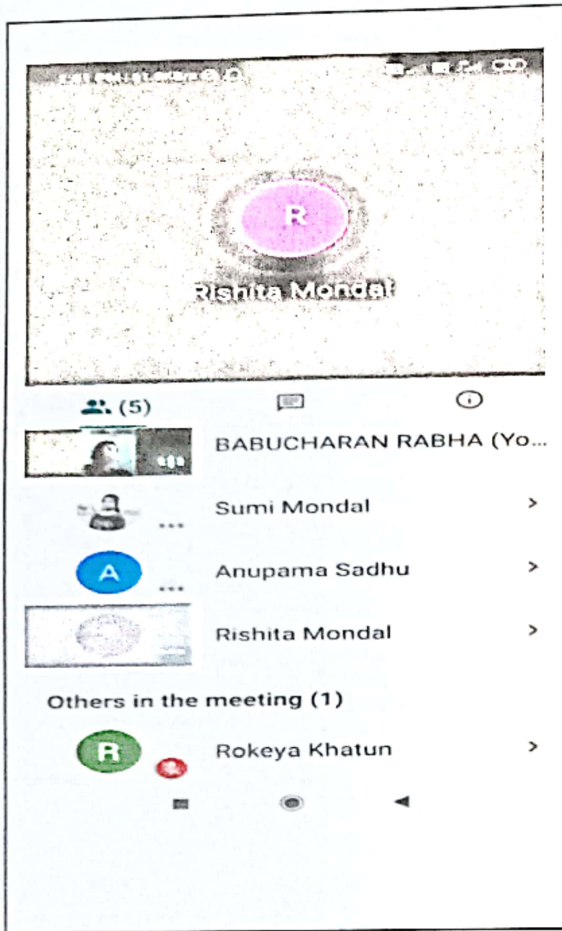 R
Rishita Mondal
(5)
BABUCHARAN RABHA (Yo...
Sumi Mondal
A
Anupama Sadhu
Rishita Mondal
Others in the meeting (1)
R
Rokeya Khatun